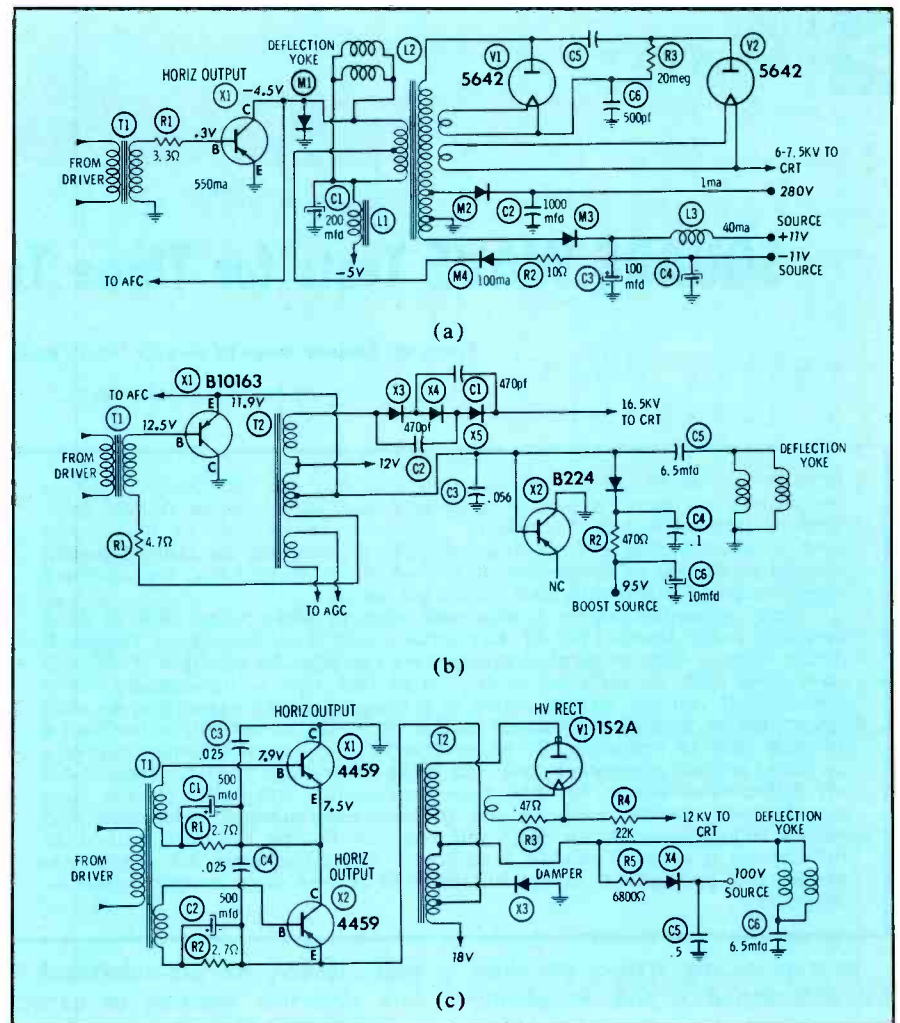 DEFLECTION YOKE
M1
L2
HORIZ OUTPUT
X1
-4.5V
C
V1
5642
C5
R3
20meg
V2
5642
C6
500pf
T1
R1
3.3Ω
.3V
B
E
FROM DRIVER
550ma
6-7.5KV TO CRT
C1
200 mfd
L1
-5V
M2
C2
1000 mfd
1ma
280V
M3
L3
40ma
SOURCE
+11V
-11V
SOURCE
M4
100ma
R2
10Ω
C3
100 mfd
C4
TO AFC
(a)
X1
B10163
TO AFC
E
11.9V
T1
12.5V
B
C
FROM DRIVER
R1
4.7Ω
T2
X3
X4
C1
470pf
470pf
X5
C2
16.5KV TO CRT
12V
C3
.056
X2
B224
NC
C5
6.5mfa
DEFLECTION YOKE
R2
470Ω
C4
.1
C6
10mfd
95V
BOOST SOURCE
TO AGC
(b)
HORIZ OUTPUT
C3
.025
7.9V
B
C
X1
4459
E
7.5V
T1
C1
500 mfd
R1
2.7Ω
FROM DRIVER
C4
.025
HORIZ OUTPUT
X2
4459
C
B
E
C2
500 mfd
R2
2.7Ω
T2
HV RECT
V1
1S2A
.47Ω
R3
R4
22K
12 KV TO CRT
DEFLECTION YOKE
DAMPER
X3
R5
6800Ω
X4
100V SOURCE
C5
.5
C6
6.5mfa
18V
(c)